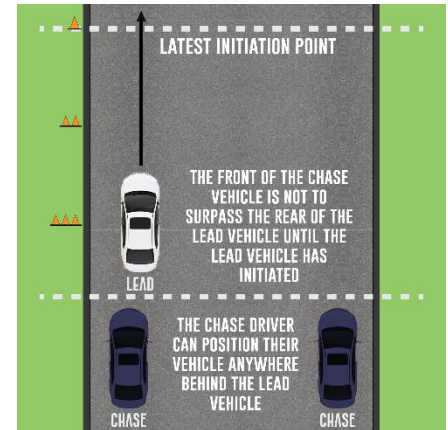 LATEST INITIATION POINT
THE FRONT OF THE CHASE
VEHICLE IS NOT TO
SURPASS THE REAR OF THE
LEAD VEHICLE UNTIL THE
LEAD VEHICLE HAS
INITIATED
LEAD
THE CHASE DRIVER
CAN POSITION THEIR
VEHICLE ANYWHERE
BEHIND THE LEAD
VEHICLE
CHASE
CHASE